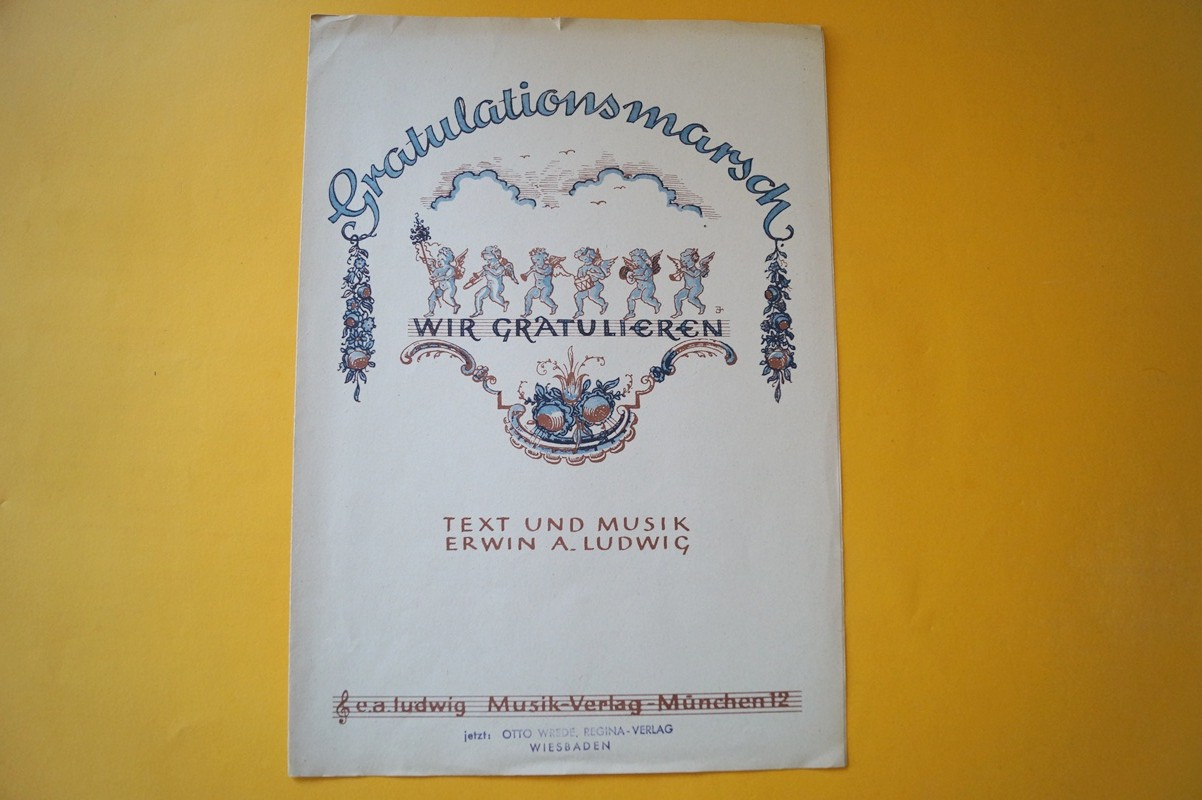 Gratulationsmarsch
WIR GRATULIEREN
TEXT UND MUSIK
ERWIN A. LUDWIG
e.a. ludwig Musik-Verlag-München 12
jetzt: OTTO WREDE, REGINA-VERLAG
WIESBADEN